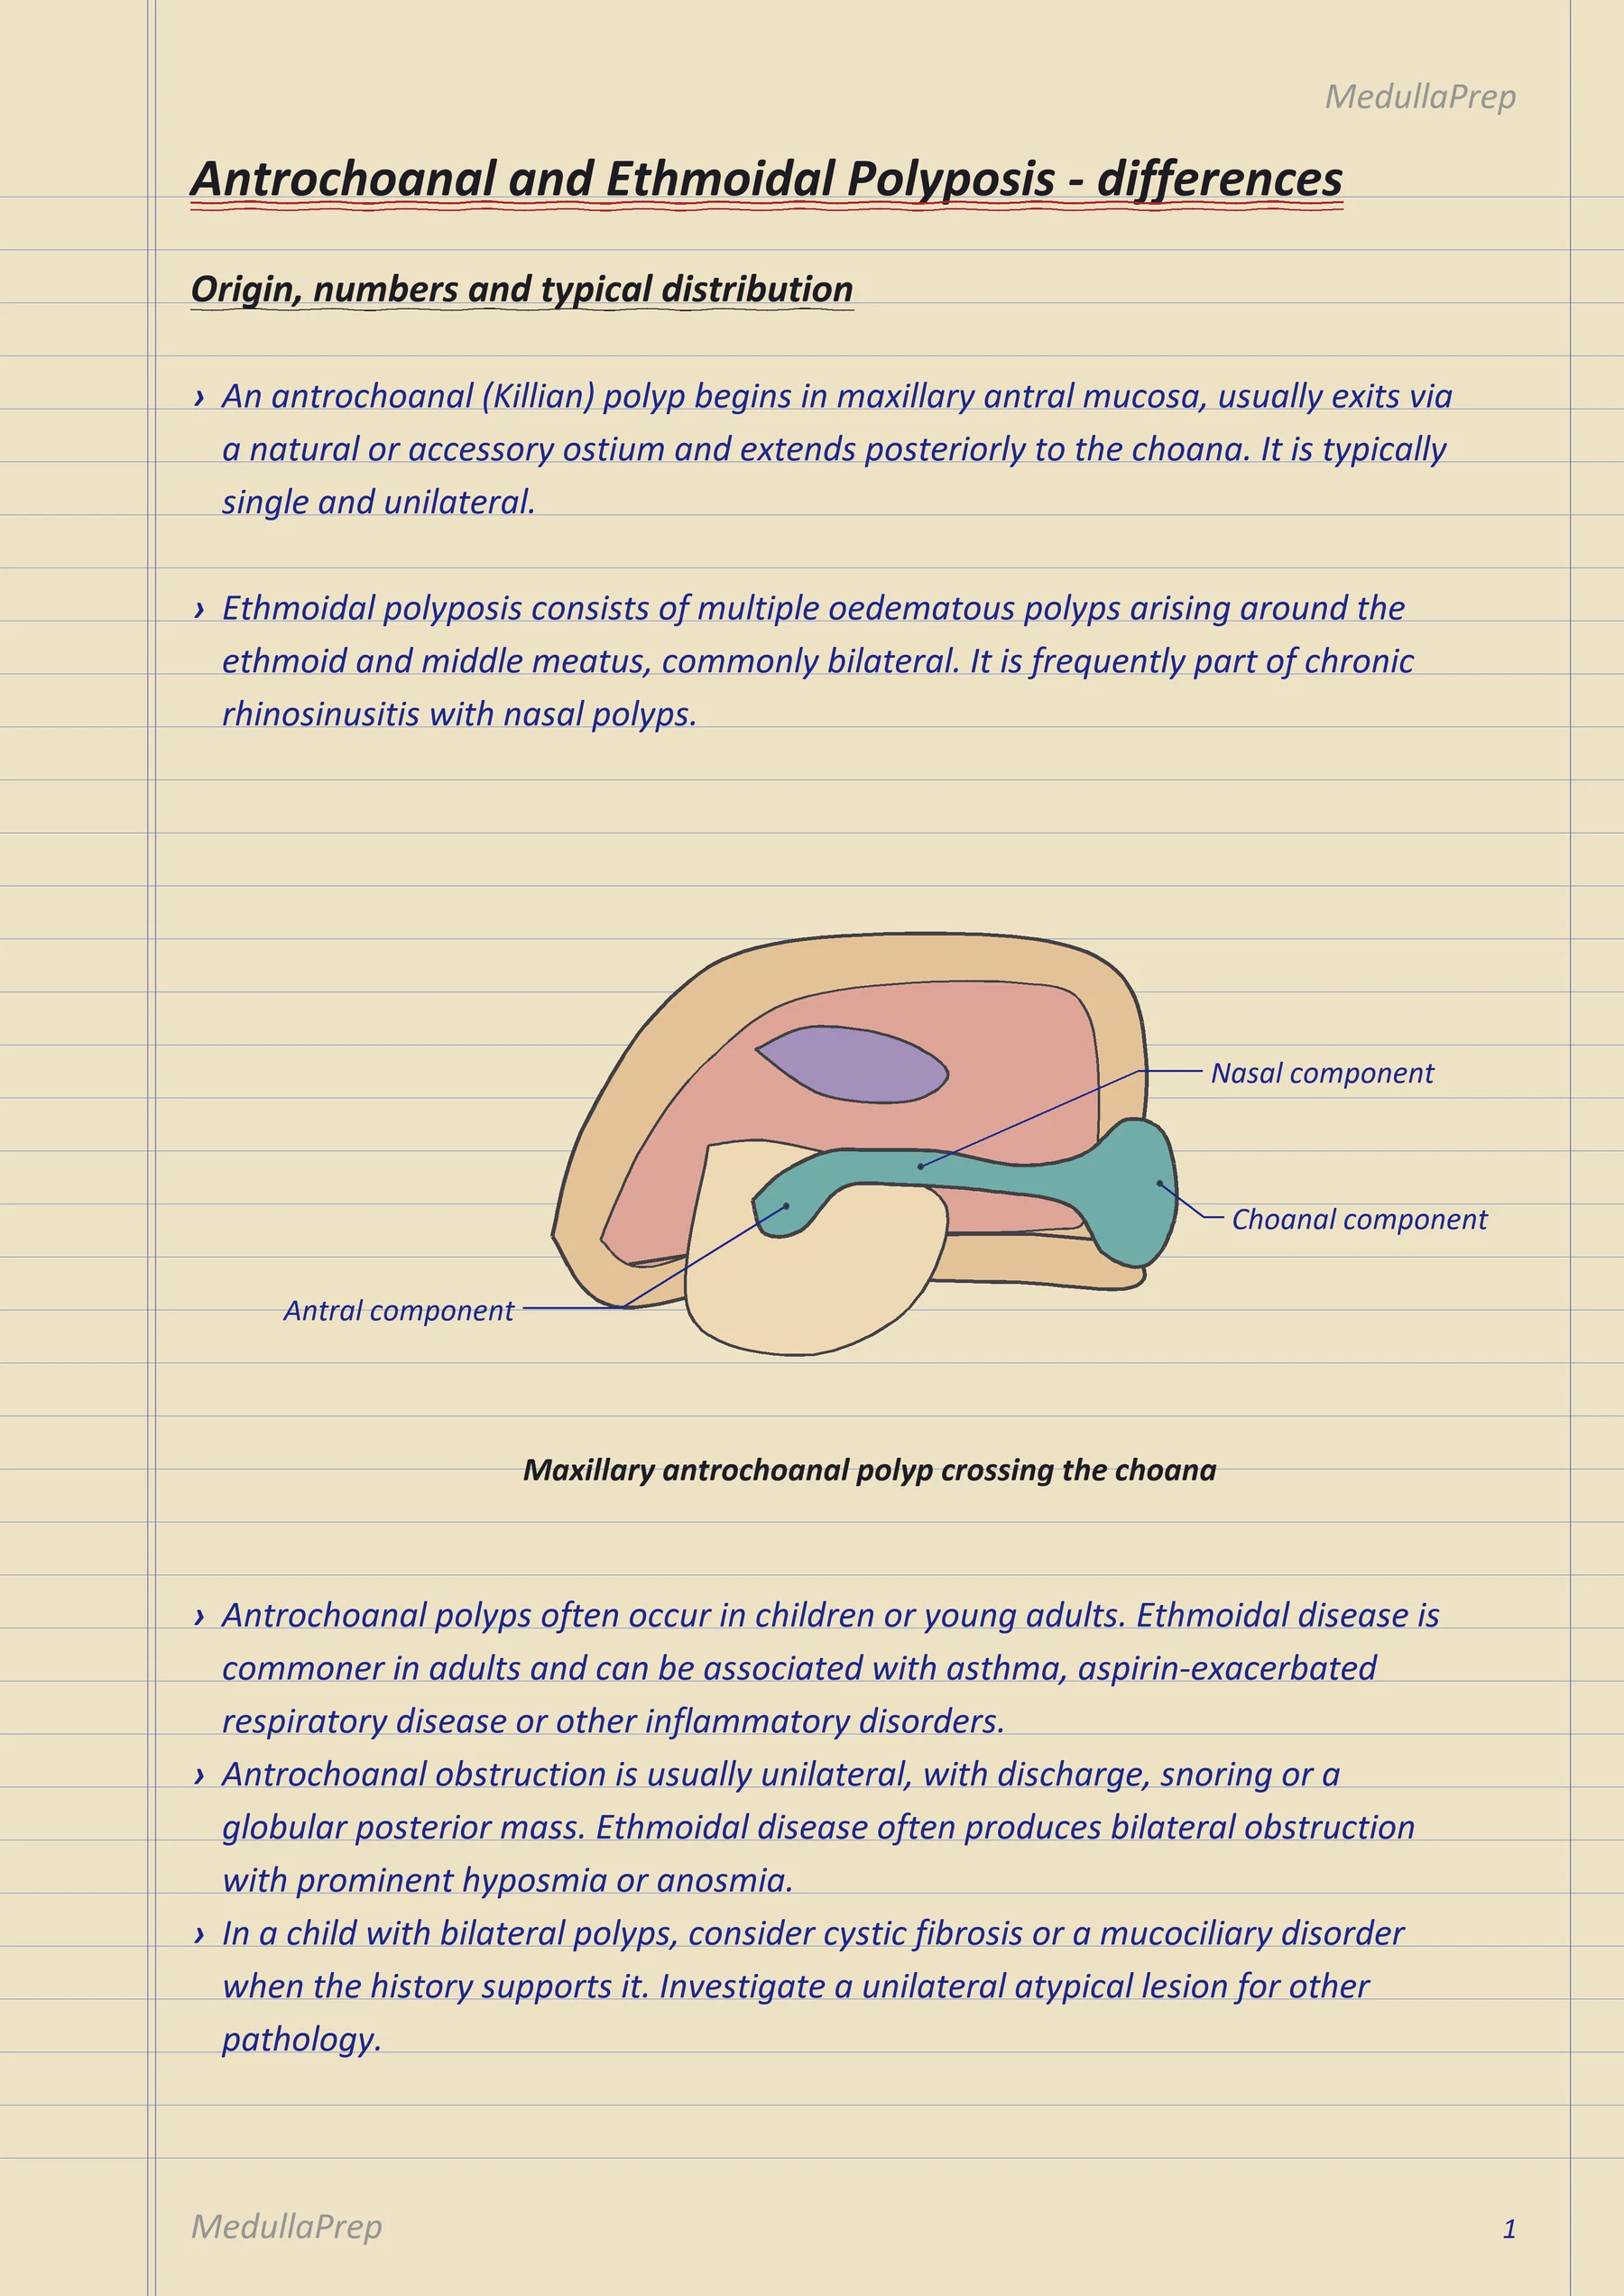 MedullaPrep
Antrochoanal and Ethmoidal Polyposis - differences
Origin, numbers and typical distribution
› An antrochoanal (Killian) polyp begins in maxillary antral mucosa, usually exits via
a natural or accessory ostium and extends posteriorly to the choana. It is typically
single and unilateral.
› Ethmoidal polyposis consists of multiple oedematous polyps arising around the
ethmoid and middle meatus, commonly bilateral. It is frequently part of chronic
rhinosinusitis with nasal polyps.
Nasal component
Choanal component
Antral component
Maxillary antrochoanal polyp crossing the choana
› Antrochoanal polyps often occur in children or young adults. Ethmoidal disease is
commoner in adults and can be associated with asthma, aspirin-exacerbated
respiratory disease or other inflammatory disorders.
› Antrochoanal obstruction is usually unilateral, with discharge, snoring or a
globular posterior mass. Ethmoidal disease often produces bilateral obstruction
with prominent hyposmia or anosmia.
› In a child with bilateral polyps, consider cystic fibrosis or a mucociliary disorder
when the history supports it. Investigate a unilateral atypical lesion for other
pathology.
MedullaPrep
1